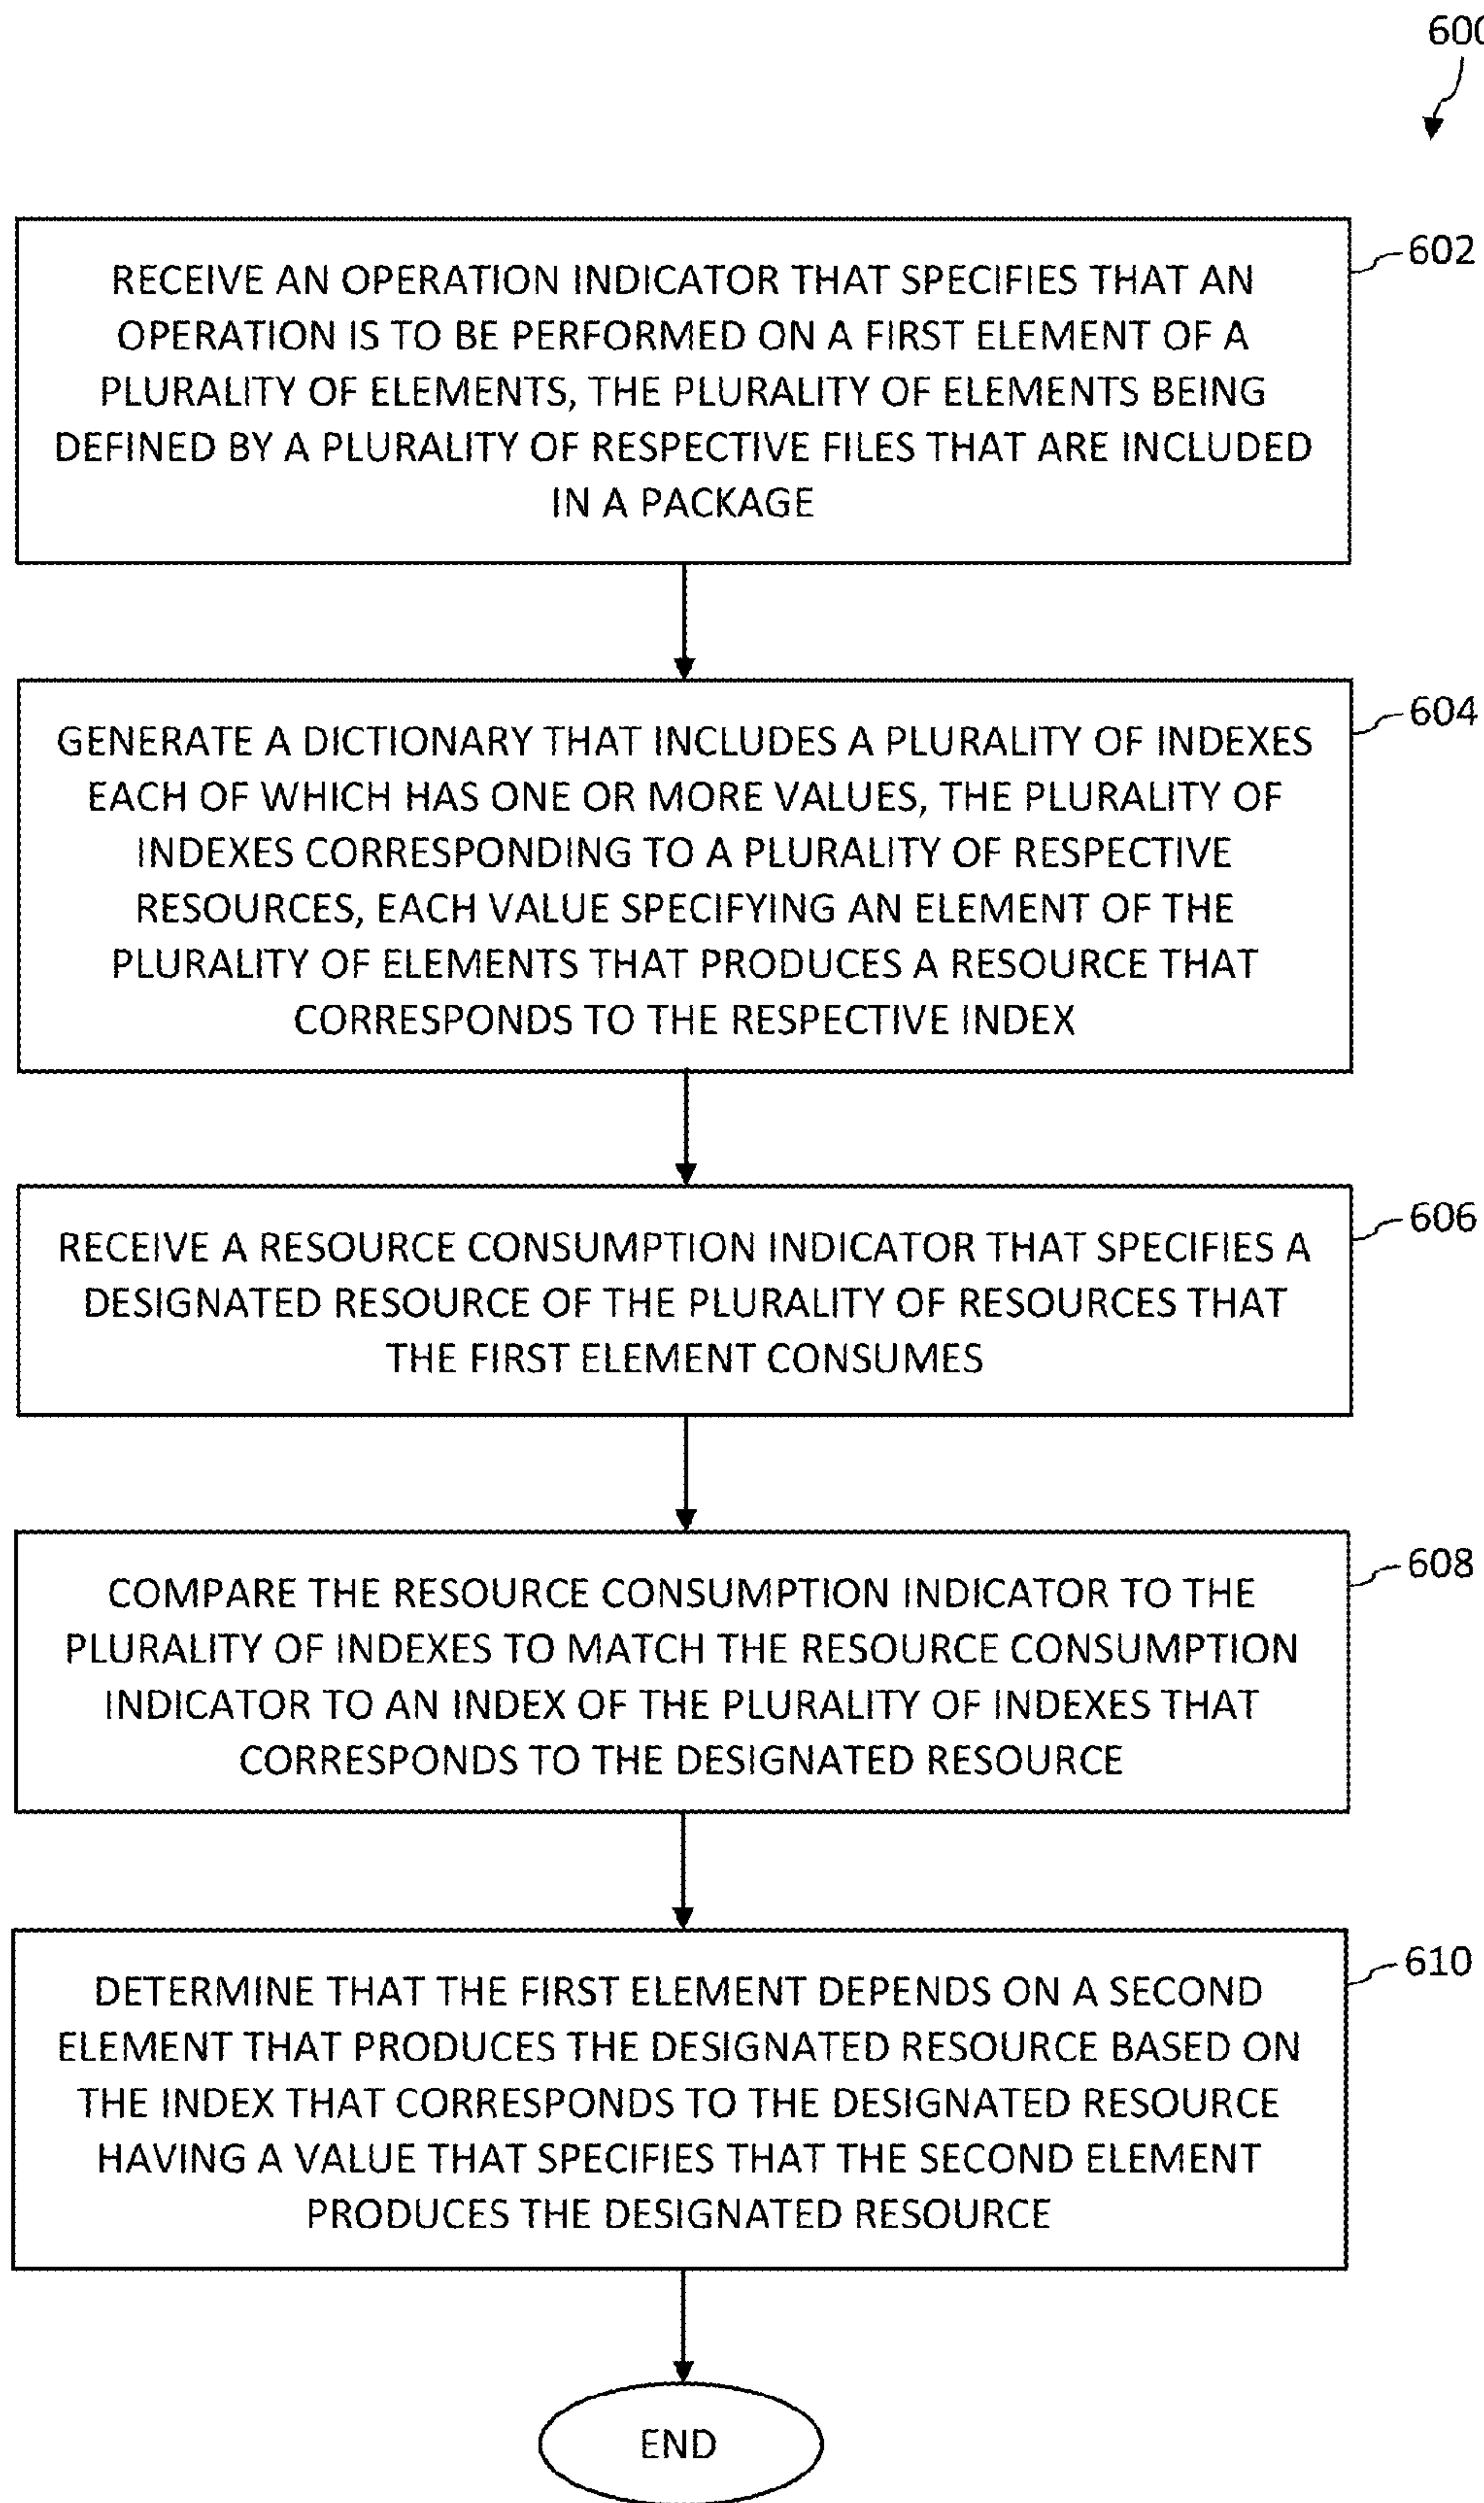 600
602
RECEIVE AN OPERATION INDICATOR THAT SPECIFIES THAT AN
OPERATION IS TO BE PERFORMED ON A FIRST ELEMENT OF A
PLURALITY OF ELEMENTS, THE PLURALITY OF ELEMENTS BEING
DEFINED BY A PLURALITY OF RESPECTIVE FILES THAT ARE INCLUDED
IN A PACKAGE
604
GENERATE A DICTIONARY THAT INCLUDES A PLURALITY OF INDEXES
EACH OF WHICH HAS ONE OR MORE VALUES, THE PLURALITY OF
INDEXES CORRESPONDING TO A PLURALITY OF RESPECTIVE
RESOURCES, EACH VALUE SPECIFYING AN ELEMENT OF THE
PLURALITY OF ELEMENTS THAT PRODUCES A RESOURCE THAT
CORRESPONDS TO THE RESPECTIVE INDEX
606
RECEIVE A RESOURCE CONSUMPTION INDICATOR THAT SPECIFIES A
DESIGNATED RESOURCE OF THE PLURALITY OF RESOURCES THAT
THE FIRST ELEMENT CONSUMES
608
COMPARE THE RESOURCE CONSUMPTION INDICATOR TO THE
PLURALITY OF INDEXES TO MATCH THE RESOURCE CONSUMPTION
INDICATOR TO AN INDEX OF THE PLURALITY OF INDEXES THAT
CORRESPONDS TO THE DESIGNATED RESOURCE
610
DETERMINE THAT THE FIRST ELEMENT DEPENDS ON A SECOND
ELEMENT THAT PRODUCES THE DESIGNATED RESOURCE BASED ON
THE INDEX THAT CORRESPONDS TO THE DESIGNATED RESOURCE
HAVING A VALUE THAT SPECIFIES THAT THE SECOND ELEMENT
PRODUCES THE DESIGNATED RESOURCE
END